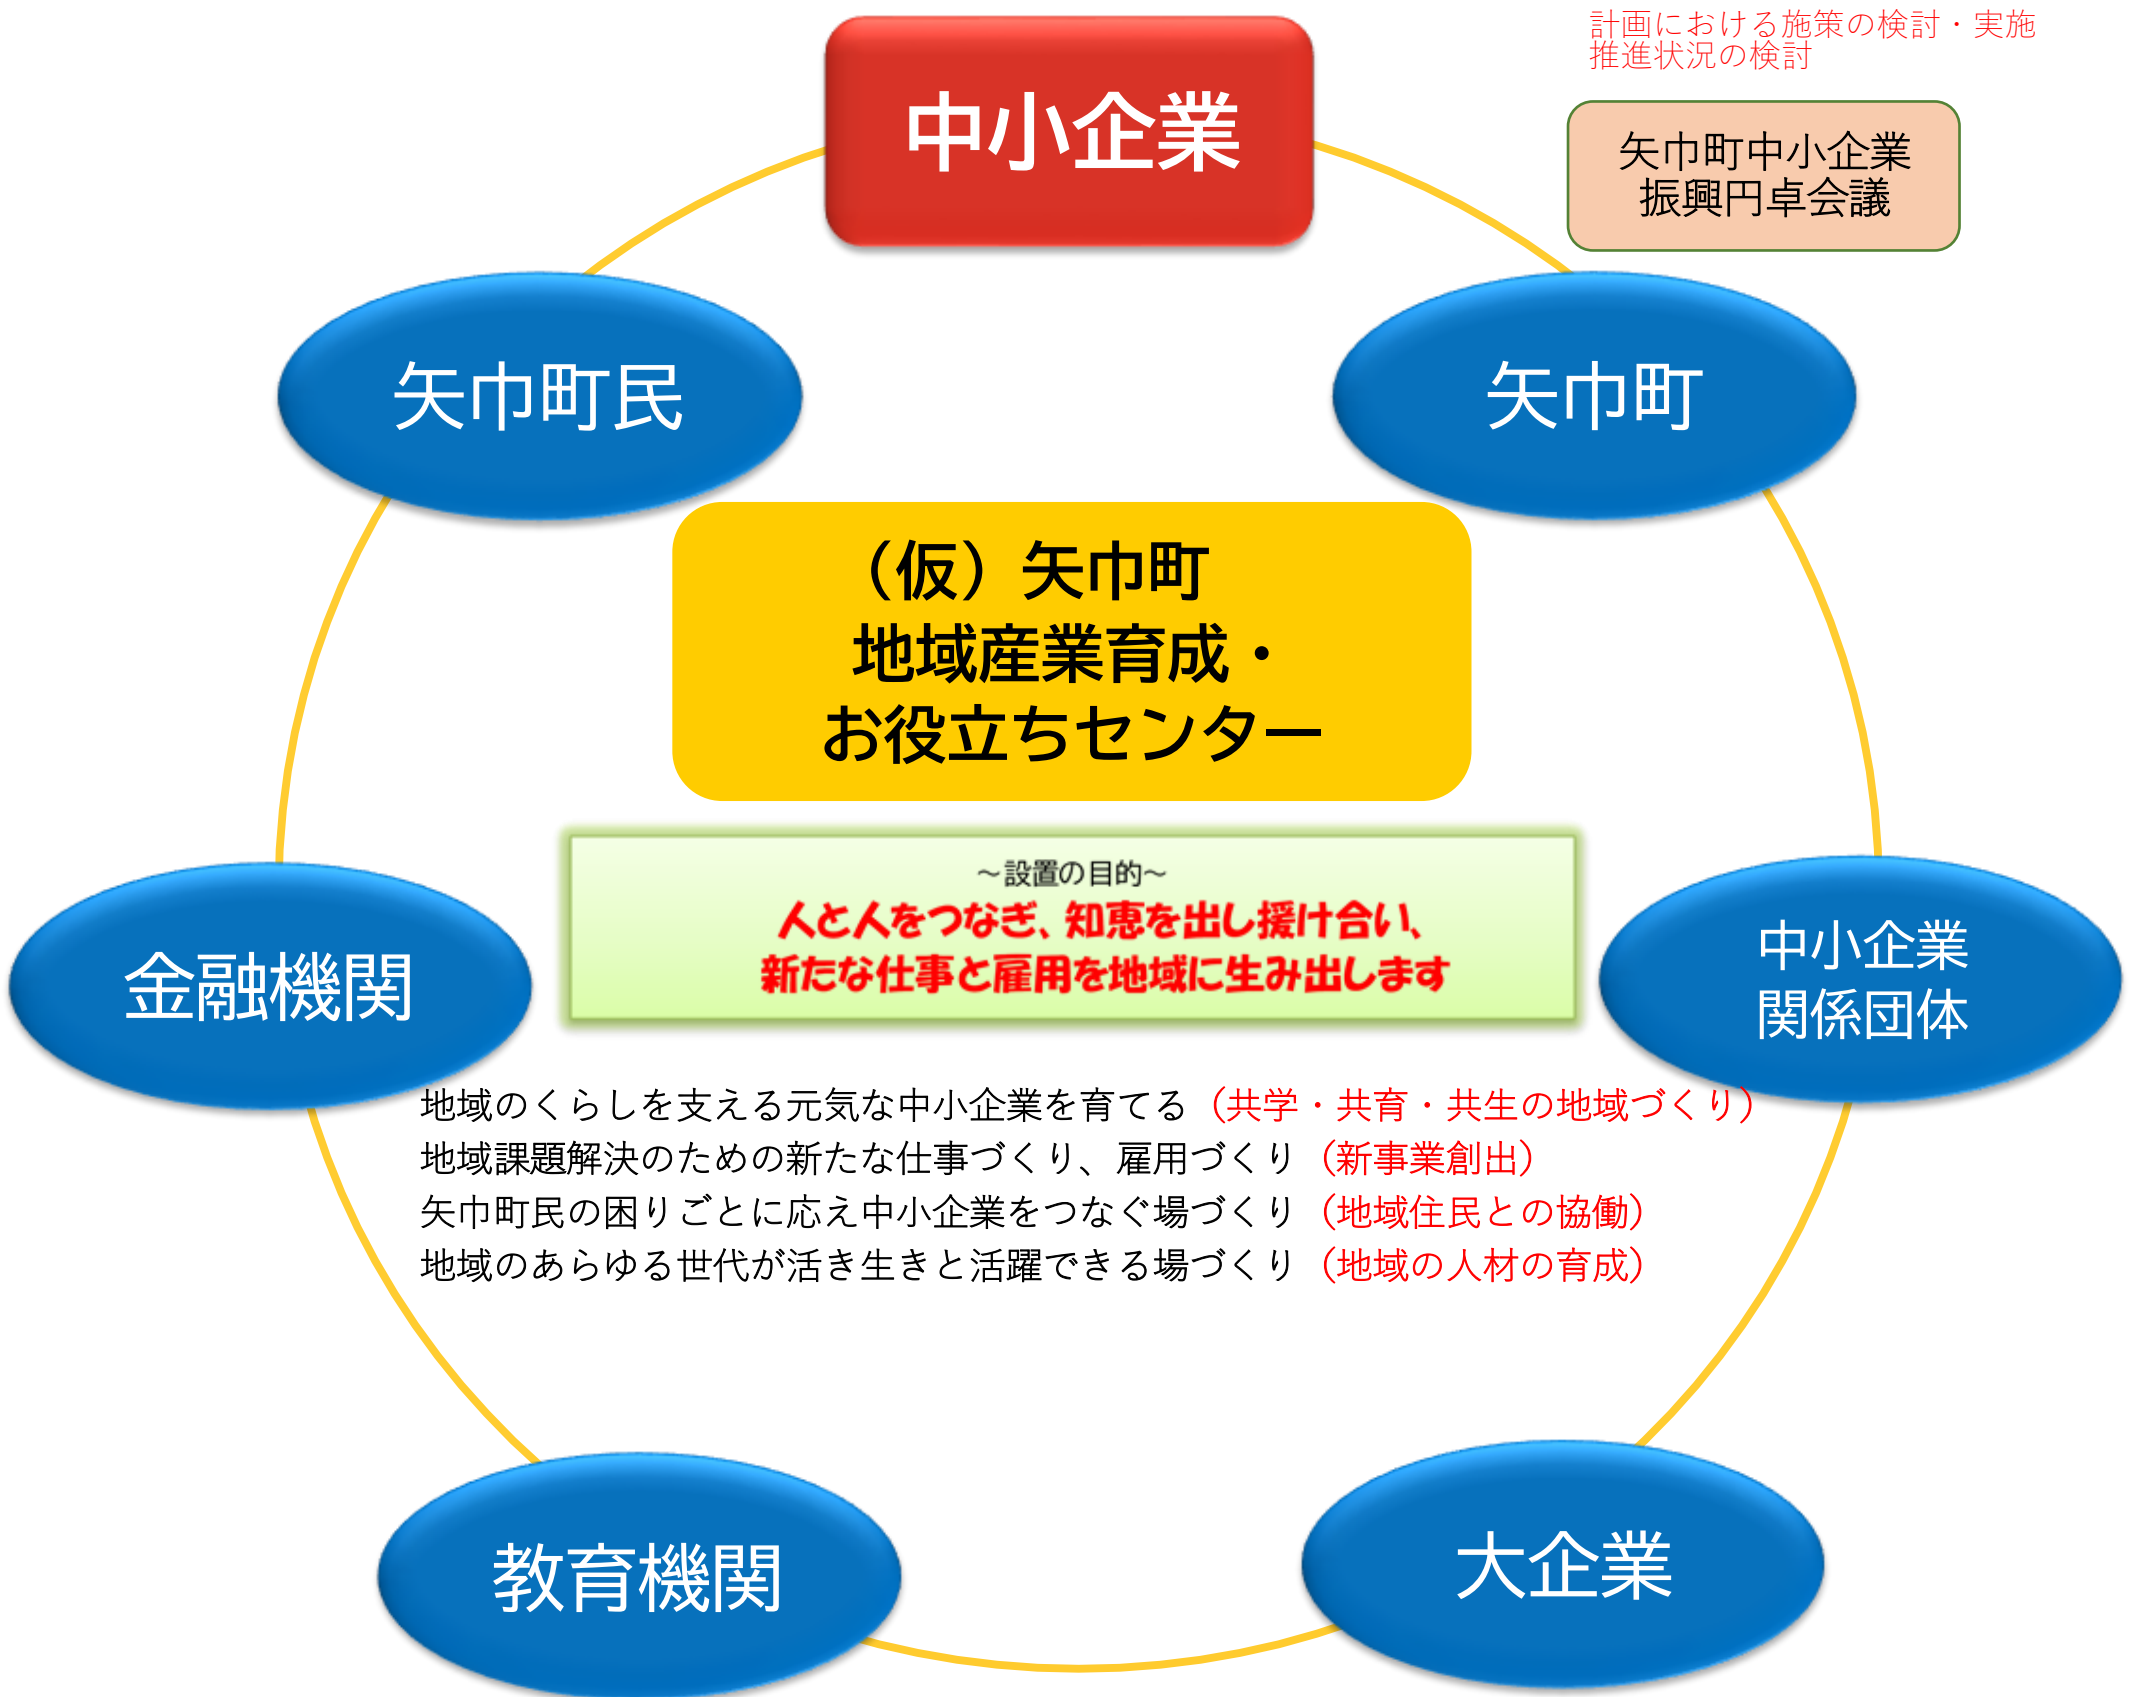 計画における施策の検討・実施
推進状況の検討
中小企業
矢巾町中小企業
振興円卓会議
矢巾町民
矢巾町
（仮）矢巾町
地域産業育成・
お役立ちセンター
～設置の目的～
人と人をつなぎ、知恵を出し援け合い、
新たな仕事と雇用を地域に生み出します
金融機関
中小企業
関係団体
地域のくらしを支える元気な中小企業を育てる（共学・共育・共生の地域づくり）
地域課題解決のための新たな仕事づくり、雇用づくり（新事業創出）
矢巾町民の困りごとに応え中小企業をつなぐ場づくり（地域住民との協働）
地域のあらゆる世代が活き生きと活躍できる場づくり（地域の人材の育成）
教育機関
大企業